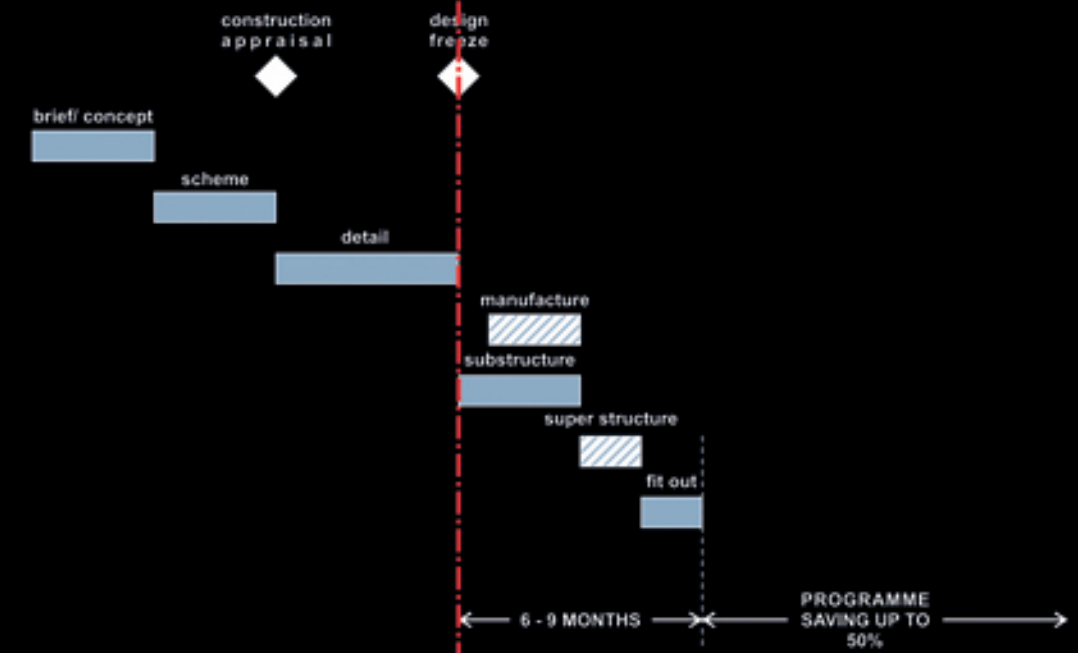 construction
appraisal
design
freeze
brief/ concept
scheme
detail
manufacture
substructure
super structure
fit out
6 - 9 MONTHS
PROGRAMME
SAVING UP TO
50%